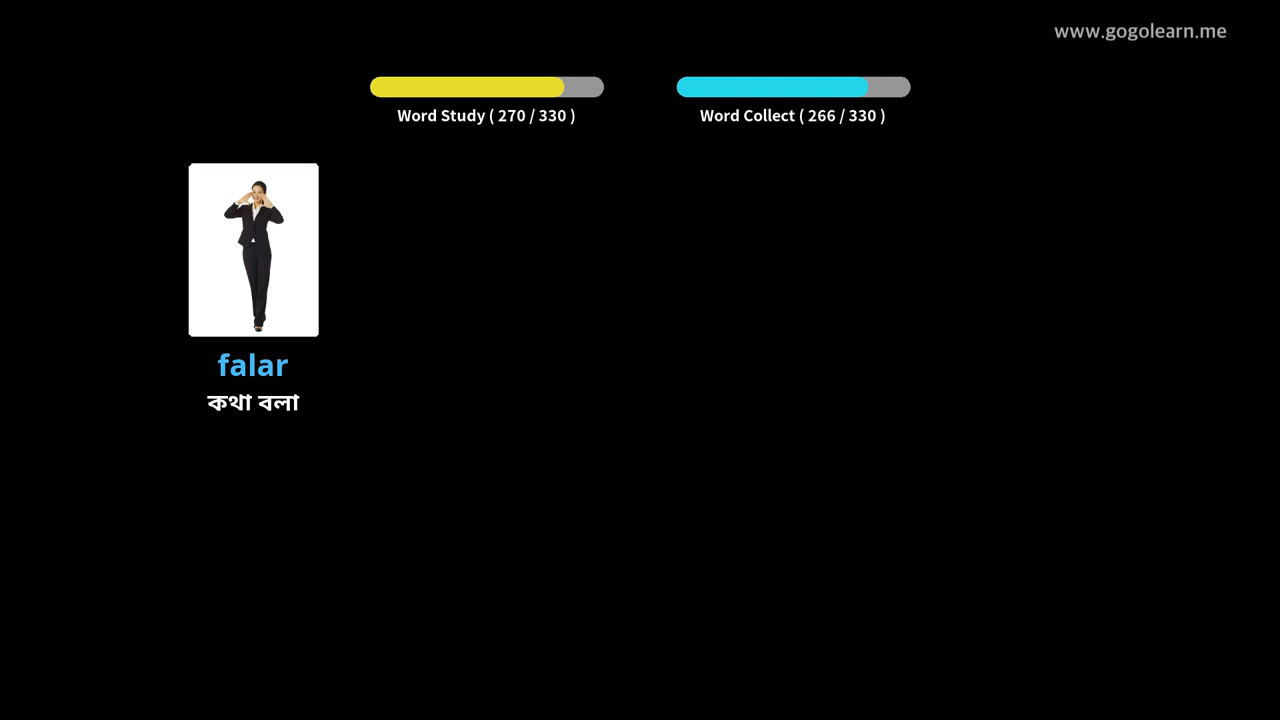 www.gogolearn.me
Word Study ( 270 / 330 )
Word Collect ( 266 / 330 )
falar
কথা বলা